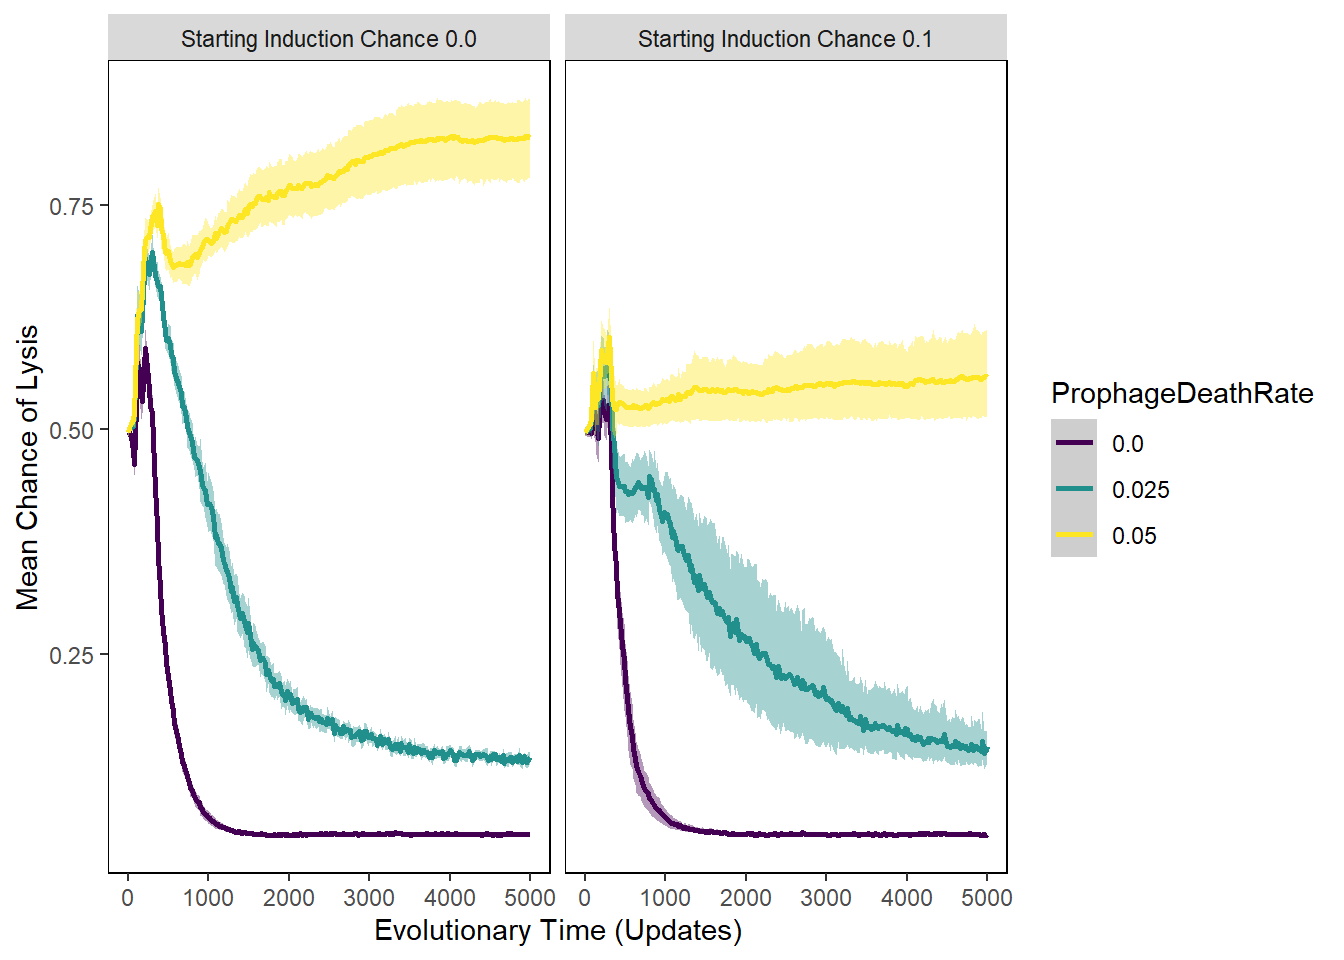 Starting Induction Chance 0.0
Starting Induction Chance 0.1
Mean Chance of Lysis
0.75
0.50
0.25
0 1000 2000 3000 4000 5000
0 1000 2000 3000 4000 5000
Evolutionary Time (Updates)
ProphageDeathRate
0.0
0.025
0.05